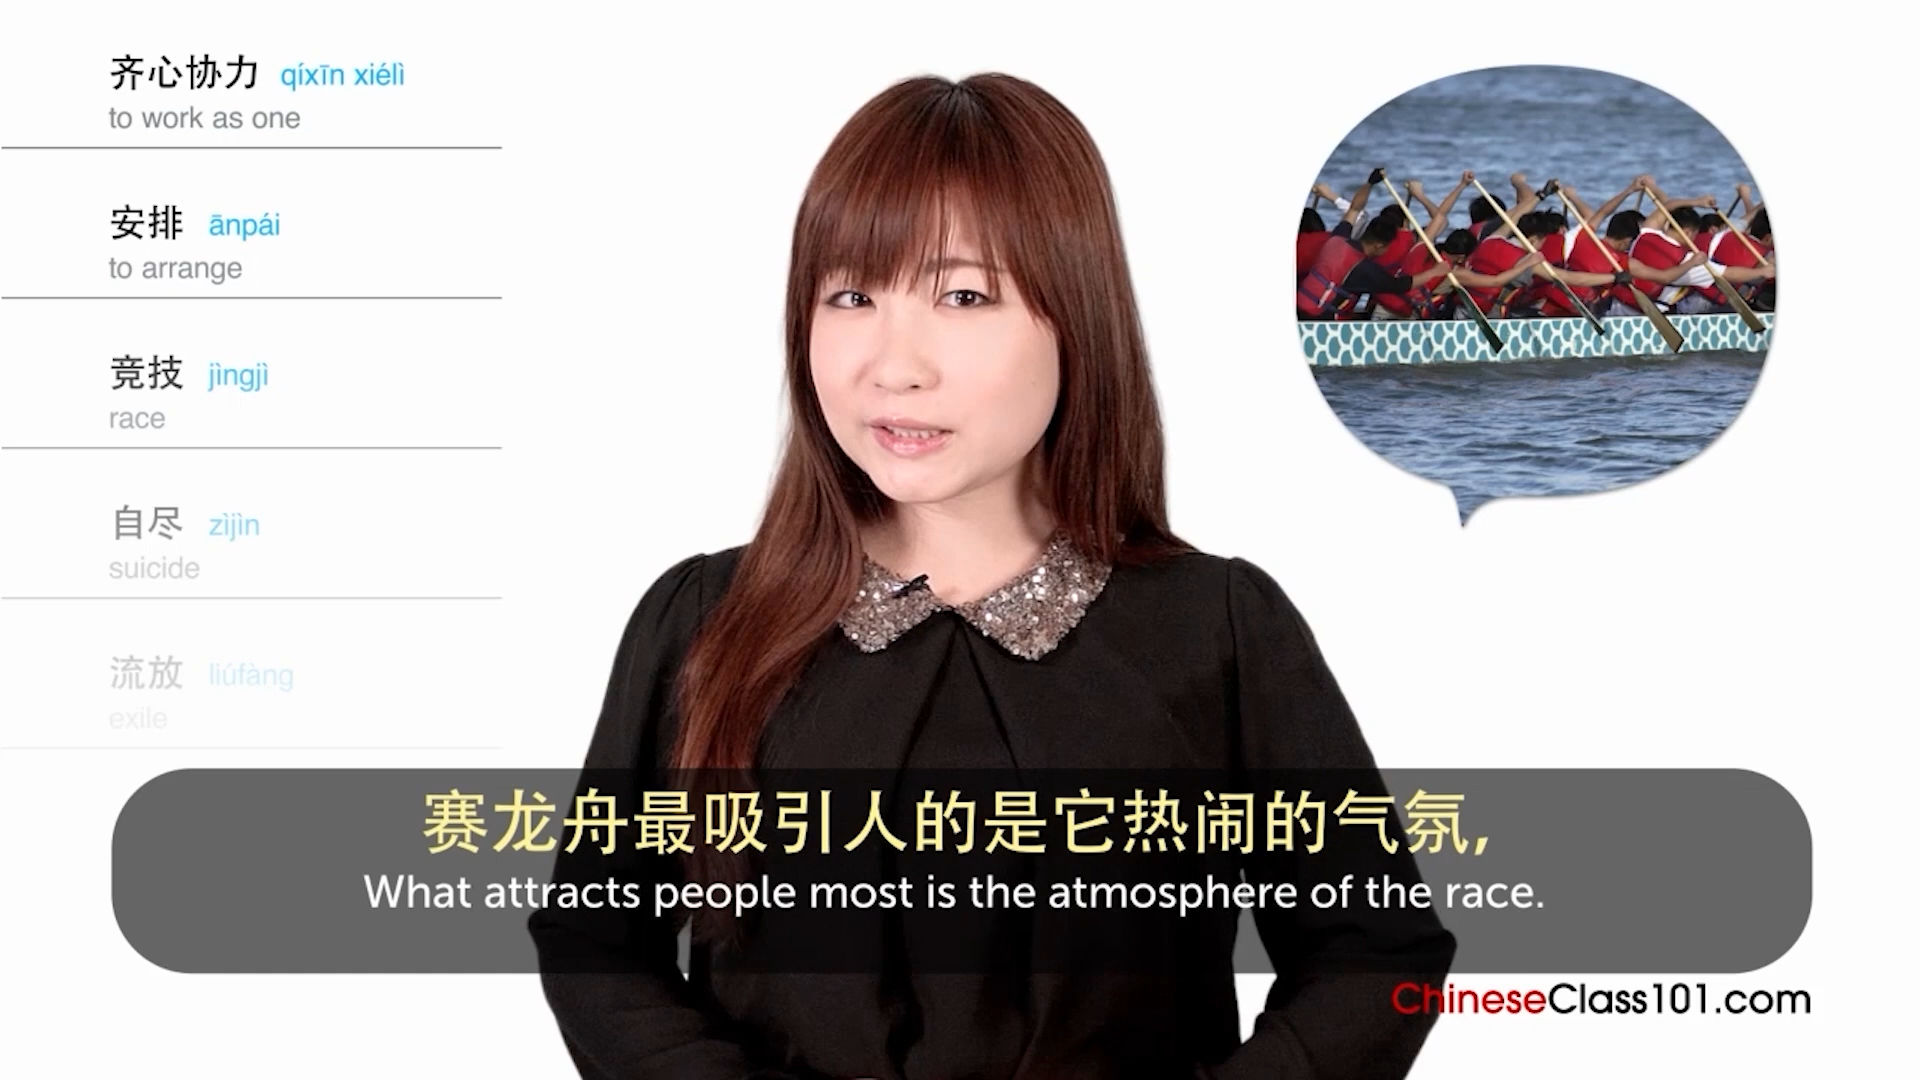 齐心协力 qíxīn xiélì
to work as one
安排 ānpái
to arrange
竞技 jìngjì
race
自尽 zìjìn
suicide
流放 liúfàng
exile
赛龙舟最吸引人的是它热闹的气氛,
What attracts people most is the atmosphere of the race.
ChineseClass101.com